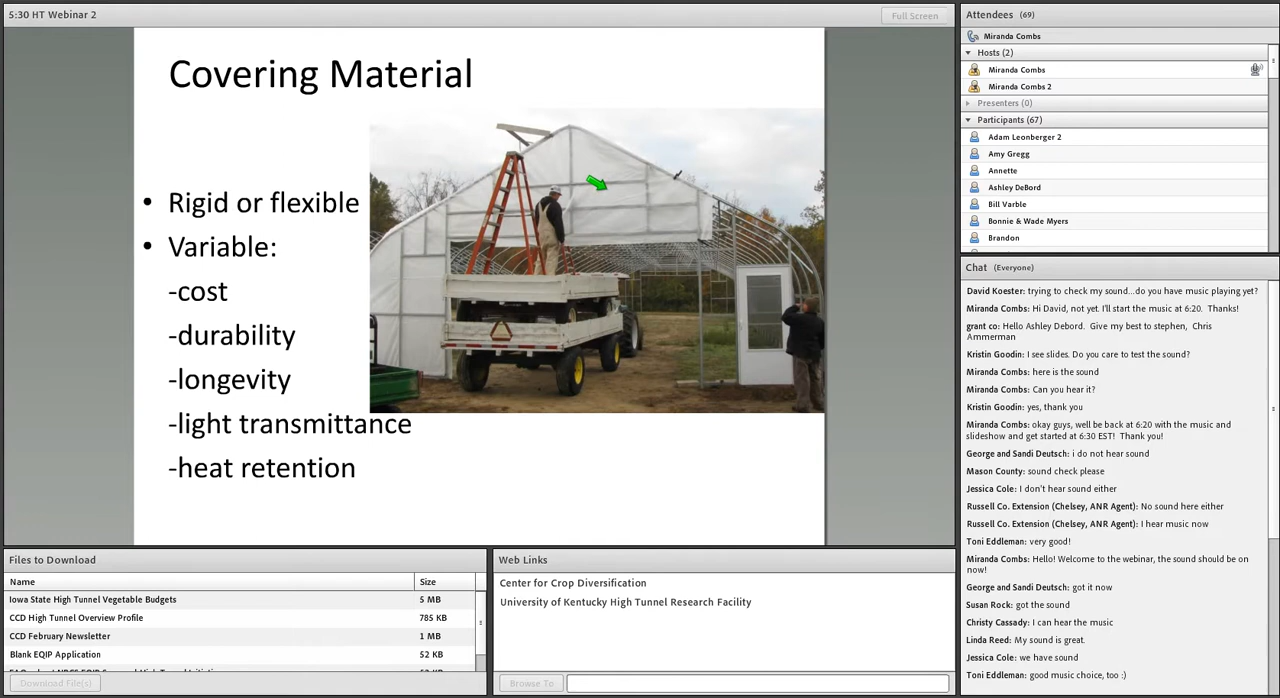 5:30 HT Webinar 2
Full Screen
Covering Material
• Rigid or flexible
• Variable:
-cost
-durability
-longevity
-light transmittance
-heat retention
Files to Download
Name Size
Iowa State High Tunnel Vegetable Budgets 5 MB
CCD High Tunnel Overview Profile 785 KB
CCD February Newsletter 1 MB
Blank EQIP Application 52 KB
Download File(s)
Web Links
Center for Crop Diversification
University of Kentucky High Tunnel Research Facility
Browse To
Attendees (69)
Miranda Combs
Hosts (2)
Miranda Combs
Miranda Combs 2
Presenters (0)
Participants (67)
Adam Leonberger 2
Amy Gregg
Annette
Ashley DeBord
Bill Varble
Bonnie & Wade Myers
Brandon
Chat (Everyone)
David Koester: trying to check my sound...do you have music playing yet?
Miranda Combs: Hi David, not yet. I'll start the music at 6:20. Thanks!
grant co: Hello Ashley Debord. Give my best to stephen, Chris
Ammerman
Kristin Goodin: I see slides. Do you care to test the sound?
Miranda Combs: here is the sound
Miranda Combs: Can you hear it?
Kristin Goodin: yes, thank you
Miranda Combs: okay guys, well be back at 6:20 with the music and
slideshow and get started at 6:30 EST! Thank you!
George and Sandi Deutsch: i do not hear sound
Mason County: sound check please
Jessica Cole: I don't hear sound either
Russell Co. Extension (Chelsey, ANR Agent): No sound here either
Russell Co. Extension (Chelsey, ANR Agent): I hear music now
Toni Eddleman: very good!
Miranda Combs: Hello! Welcome to the webinar, the sound should be on
now!
George and Sandi Deutsch: got it now
Susan Rock: got the sound
Christy Cassady: I can hear the music
Linda Reed: My sound is great.
Jessica Cole: we have sound
Toni Eddleman: good music choice, too :)